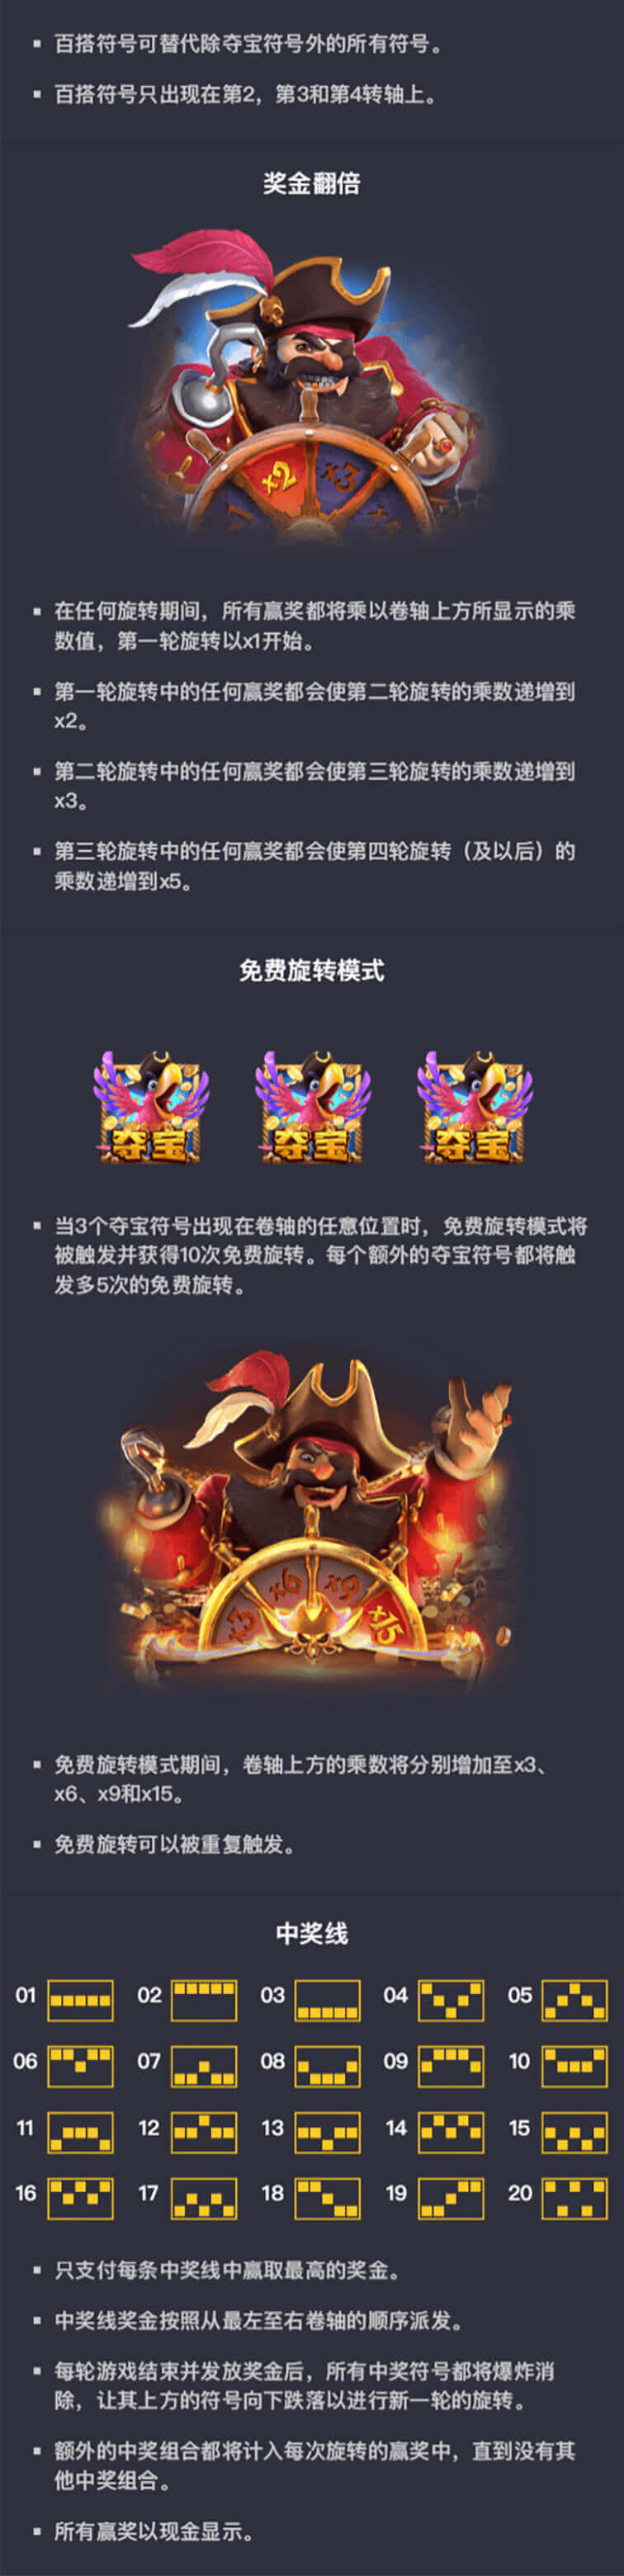 百搭符号可替代除夺宝符号外的所有符号。
百搭符号只出现在第2，第3和第4转轴上。
奖金翻倍
x1 x2 x3 x5
在任何旋转期间，所有赢奖都将乘以卷轴上方所显示的乘
数值，第一轮旋转以x1开始。
第一轮旋转中的任何赢奖都会使第二轮旋转的乘数递增到
x2。
第二轮旋转中的任何赢奖都会使第三轮旋转的乘数递增到
x3。
第三轮旋转中的任何赢奖都会使第四轮旋转（及以后）的
乘数递增到x5。
免费旋转模式
夺宝 夺宝 夺宝
当3个夺宝符号出现在卷轴的任意位置时，免费旋转模式将
被触发并获得10次免费旋转。每个额外的夺宝符号都将触
发多5次的免费旋转。
x3 x6 x9 x15
免费旋转模式期间，卷轴上方的乘数将分别增加至x3、
x6、x9和x15。
免费旋转可以被重复触发。
中奖线
01 02 03 04 05
06 07 08 09 10
11 12 13 14 15
16 17 18 19 20
只支付每条中奖线中赢取最高的奖金。
中奖线奖金按照从最左至右卷轴的顺序派发。
每轮游戏结束并发放奖金后，所有中奖符号都将爆炸消
除，让其上方的符号向下跌落以进行新一轮的旋转。
额外的中奖组合都将计入每次旋转的赢奖中，直到没有其
他中奖组合。
所有赢奖以现金显示。